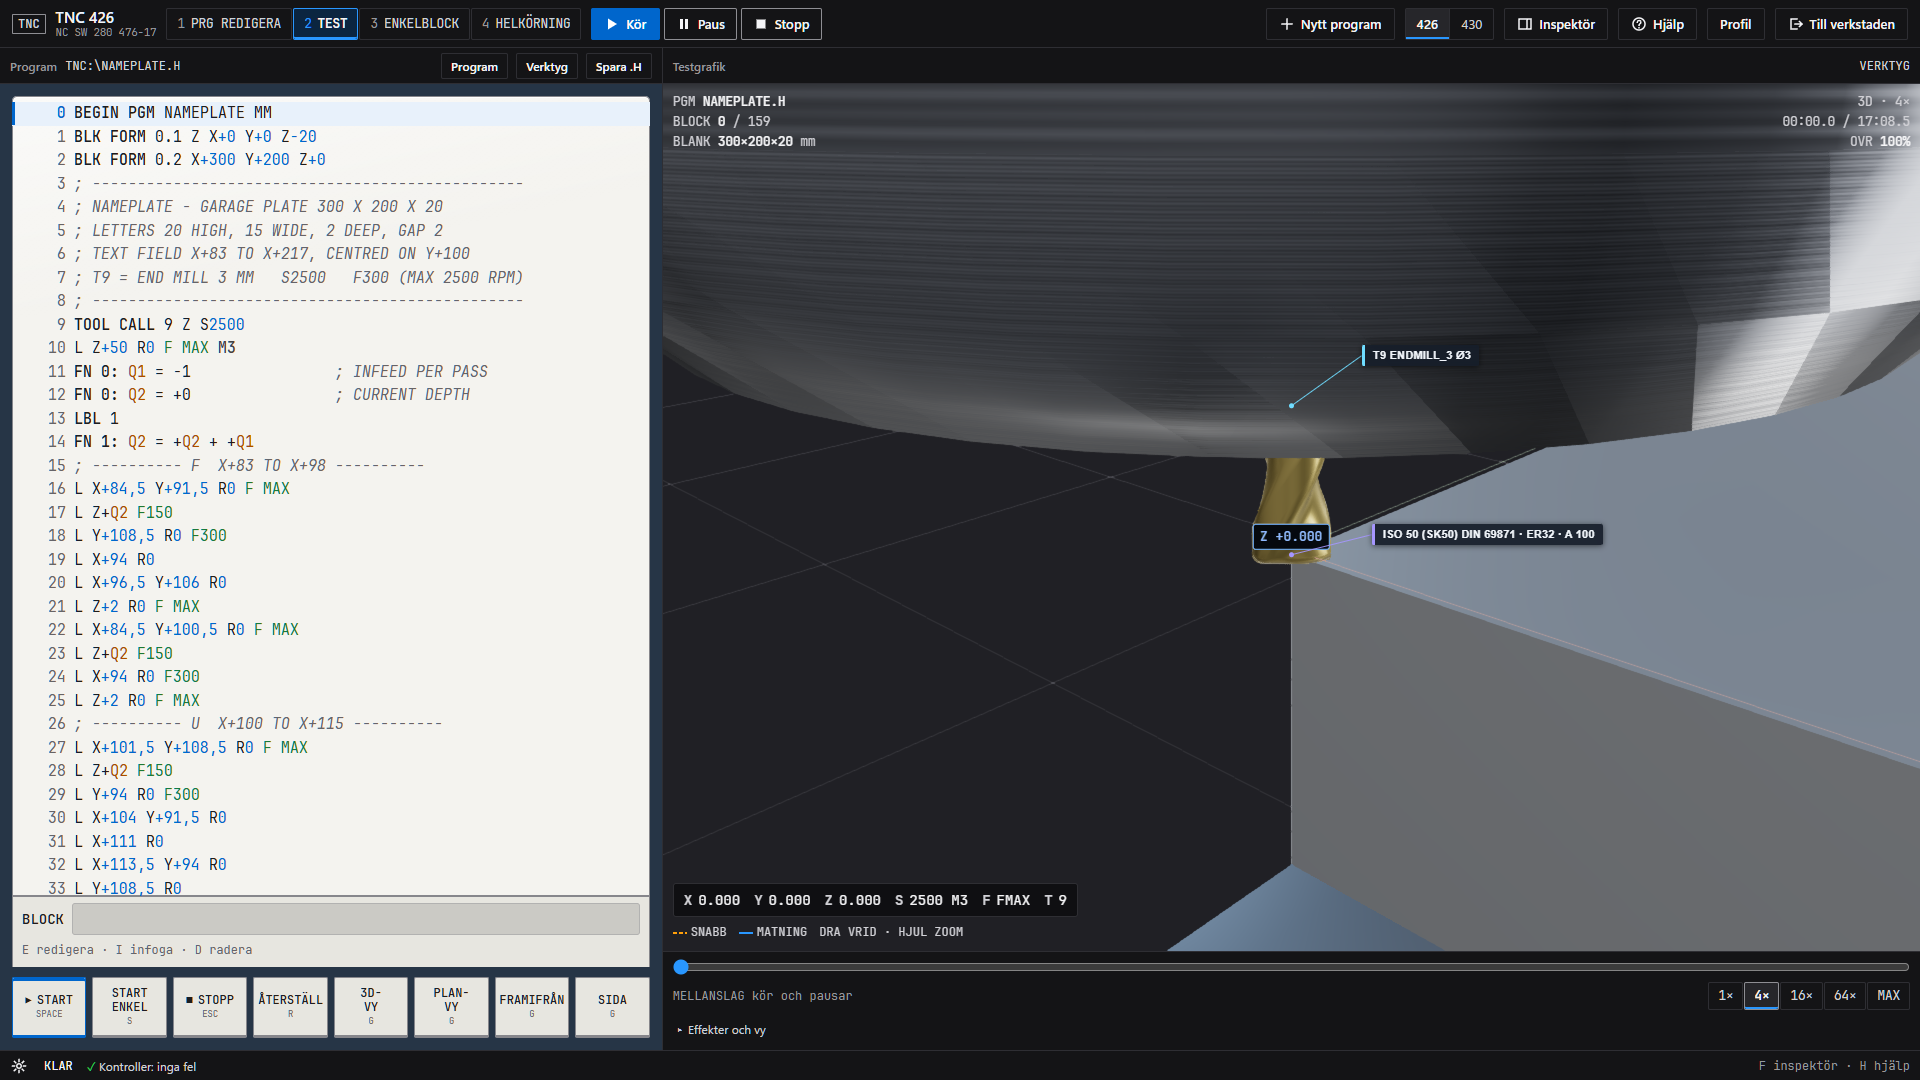 TNC TNC 426 NC SW 280 476-17 1 PRG REDIGERA 2 TEST 3 ENKELBLOCK 4 HELKÖRNING Kör Paus Stopp Nytt program 426 430 Inspektör Hjälp Profil Till verkstaden
Program TNC:\NAMEPLATE.H Program Verktyg Spara .H
Testgrafik VERKTYG
0 BEGIN PGM NAMEPLATE MM
1 BLK FORM 0.1 Z X+0 Y+0 Z-20
2 BLK FORM 0.2 X+300 Y+200 Z+0
3 ; ------------------------------------------------
4 ; NAMEPLATE - GARAGE PLATE 300 X 200 X 20
5 ; LETTERS 20 HIGH, 15 WIDE, 2 DEEP, GAP 2
6 ; TEXT FIELD X+83 TO X+217, CENTRED ON Y+100
7 ; T9 = END MILL 3 MM   S2500   F300 (MAX 2500 RPM)
8 ; ------------------------------------------------
9 TOOL CALL 9 Z S2500
10 L Z+50 R0 F MAX M3
11 FN 0: Q1 = -1 ; INFEED PER PASS
12 FN 0: Q2 = +0 ; CURRENT DEPTH
13 LBL 1
14 FN 1: Q2 = +Q2 + +Q1
15 ; ---------- F  X+83 TO X+98 ----------
16 L X+84,5 Y+91,5 R0 F MAX
17 L Z+Q2 F150
18 L Y+108,5 R0 F300
19 L X+94 R0
20 L X+96,5 Y+106 R0
21 L Z+2 R0 F MAX
22 L X+84,5 Y+100,5 R0 F MAX
23 L Z+Q2 F150
24 L X+94 R0 F300
25 L Z+2 R0 F MAX
26 ; ---------- U  X+100 TO X+115 ----------
27 L X+101,5 Y+108,5 R0 F MAX
28 L Z+Q2 F150
29 L Y+94 R0 F300
30 L X+104 Y+91,5 R0
31 L X+111 R0
32 L X+113,5 Y+94 R0
33 L Y+108,5 R0
BLOCK
E redigera · I infoga · D radera
START SPACE
START ENKEL S
STOPP ESC
ÅTERSTÄLL R
3D-VY G
PLAN-VY G
FRAMIFRÅN G
SIDA G
PGM NAMEPLATE.H
BLOCK 0 / 159
BLANK 300×200×20 mm
3D · 4×
00:00.0 / 17:08.5
OVR 100%
T9 ENDMILL_3 Ø3
Z +0.000
ISO 50 (SK50) DIN 69871 · ER32 · A 100
X 0.000 Y 0.000 Z 0.000 S 2500 M3 F FMAX T 9
SNABB MATNING DRA VRID · HJUL ZOOM
MELLANSLAG kör och pausar
1× 4× 16× 64× MAX
Effekter och vy
KLAR ✓ Kontroller: inga fel
F inspektör · H hjälp